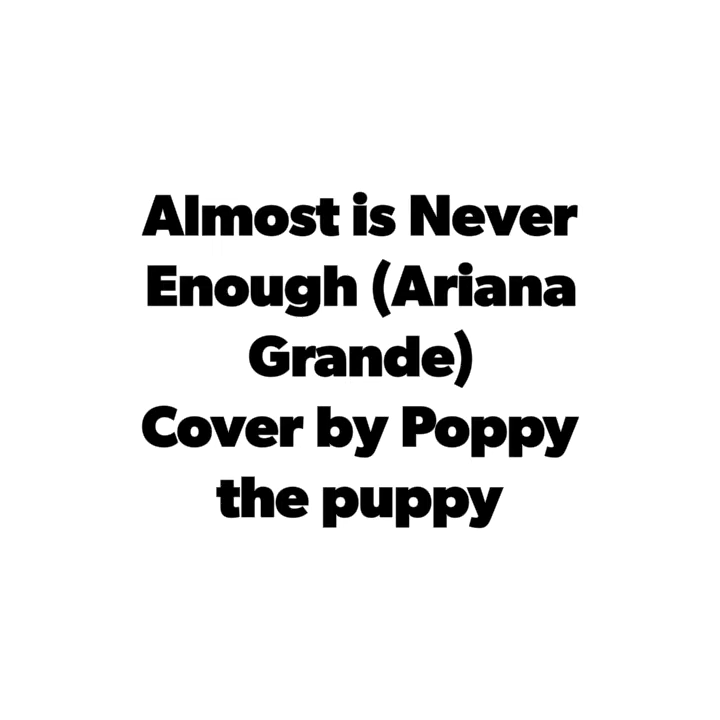 Almost is Never
Enough (Ariana
Grande)
Cover by Poppy
the puppy